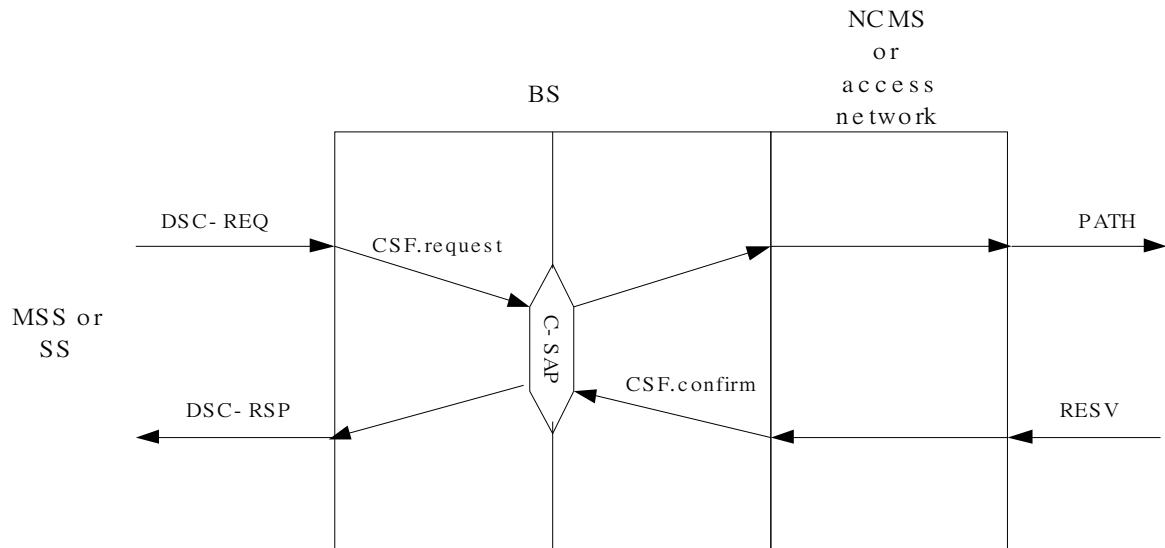 NCMS
or
access
network
BS
DSC- REQ
CSF.request
PATH
MSS or
SS
C- SAP
CSF.confirm
DSC- RSP
RESV